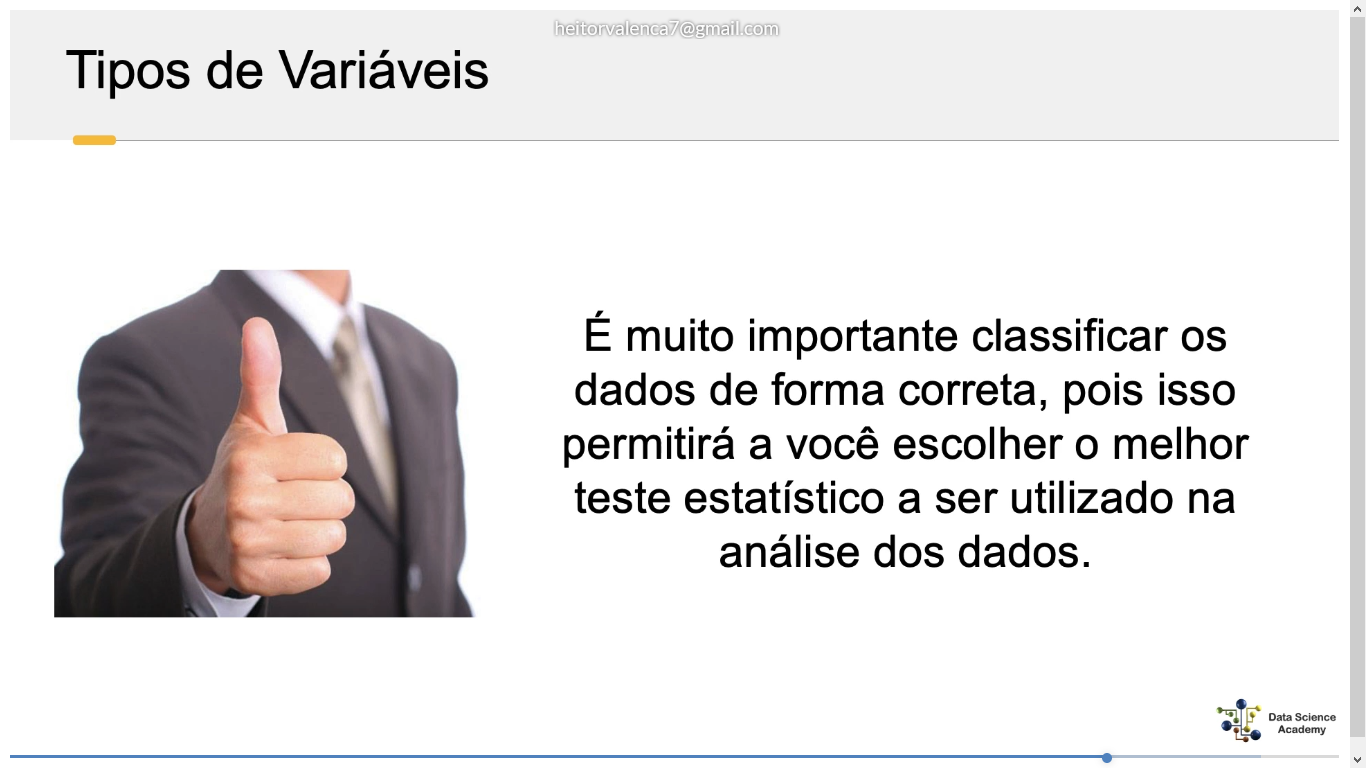 heitorvalenca7@gmail.com
Tipos de Variáveis
É muito importante classificar os
dados de forma correta, pois isso
permitirá a você escolher o melhor
teste estatístico a ser utilizado na
análise dos dados.
Data Science
Academy